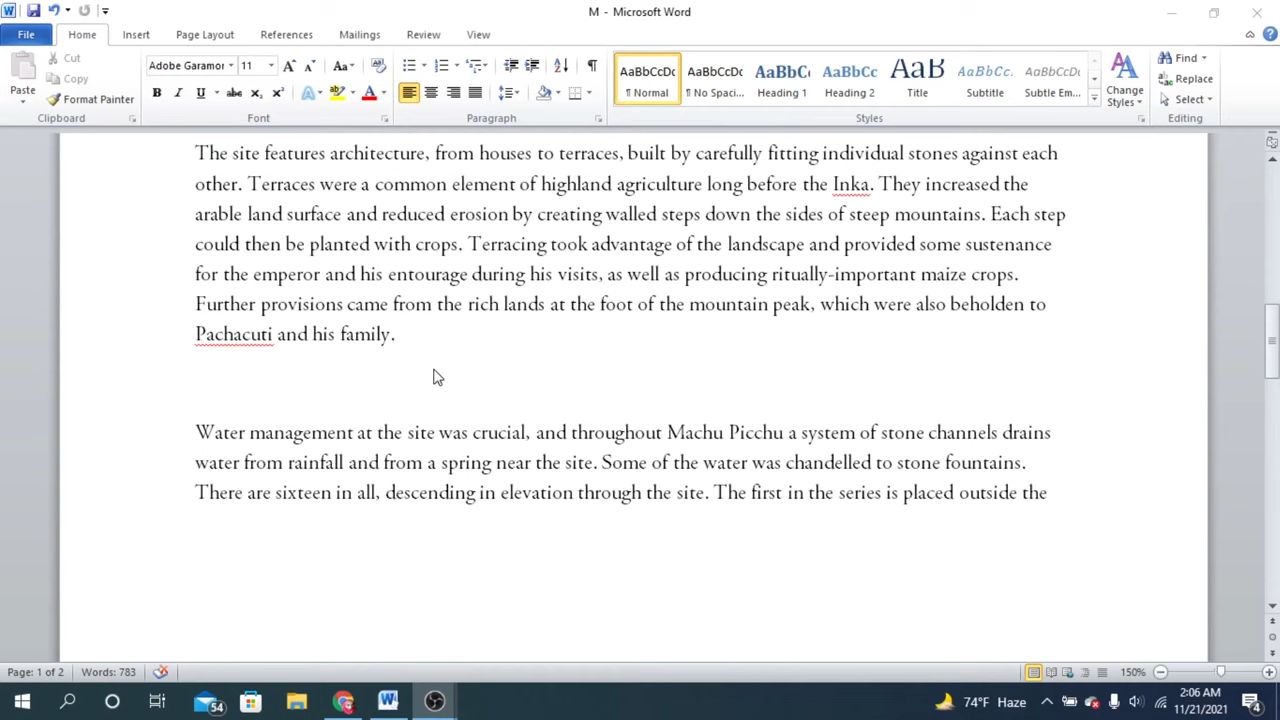 M - Microsoft Word
File Home Insert Page Layout References Mailings Review View
Paste
Cut
Copy
Format Painter
Clipboard
Adobe Garamor 11
Font
Paragraph
AaBbCcDc AaBbCcDc AaBbC AaBbCc AaB AaBbCc. AaBbCcDc
¶ Normal ¶ No Spaci... Heading 1 Heading 2 Title Subtitle Subtle Em...
Change Styles
Styles
Find
Replace
Select
Editing
The site features architecture, from houses to terraces, built by carefully fitting individual stones against each
other. Terraces were a common element of highland agriculture long before the Inka. They increased the
arable land surface and reduced erosion by creating walled steps down the sides of steep mountains. Each step
could then be planted with crops. Terracing took advantage of the landscape and provided some sustenance
for the emperor and his entourage during his visits, as well as producing ritually-important maize crops.
Further provisions came from the rich lands at the foot of the mountain peak, which were also beholden to
Pachacuti and his family.
Water management at the site was crucial, and throughout Machu Picchu a system of stone channels drains
water from rainfall and from a spring near the site. Some of the water was chandelled to stone fountains.
There are sixteen in all, descending in elevation through the site. The first in the series is placed outside the
Page: 1 of 2 Words: 783 150%
54 74°F Haze 2:06 AM
11/21/2021 4